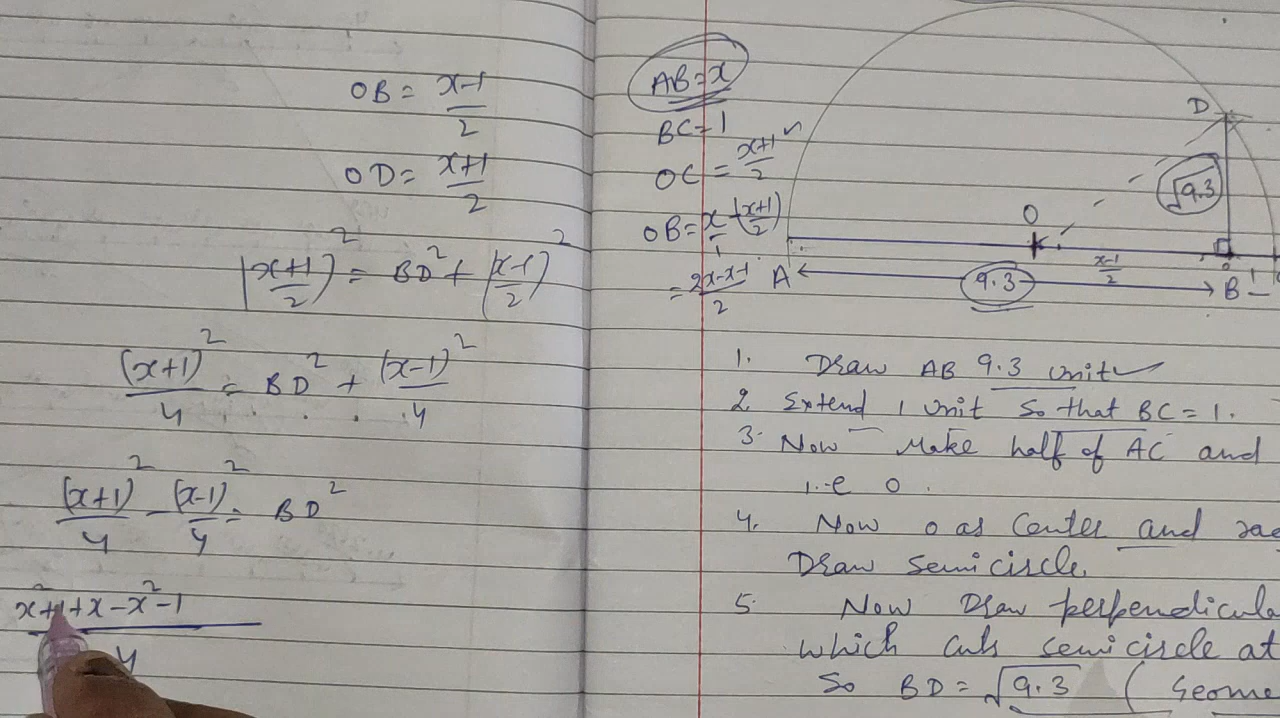 OB = x-1/2
OD = x+1/2
(x+1/2)² = BD² + (x-1/2)²
(x+1)²/4 = BD² + (x-1)²/4
(x+1)²/4 - (x-1)²/4 = BD²
x²+1+x-x²-1/4
AB=x
BC=1
OC = x+1/2
OB = x/1 - (x+1)/2
= 2x-x-1/2
D
√9.3
O
x-1/2
A
9.3
B
1
1. Draw AB 9.3 unit
2. Extend 1 unit so that BC = 1.
3. Now Make half of AC and
i.e O.
4. Now O as Center and
Draw semicircle.
5. Now Draw
which cuts semicircle at
So BD = √9.3 (